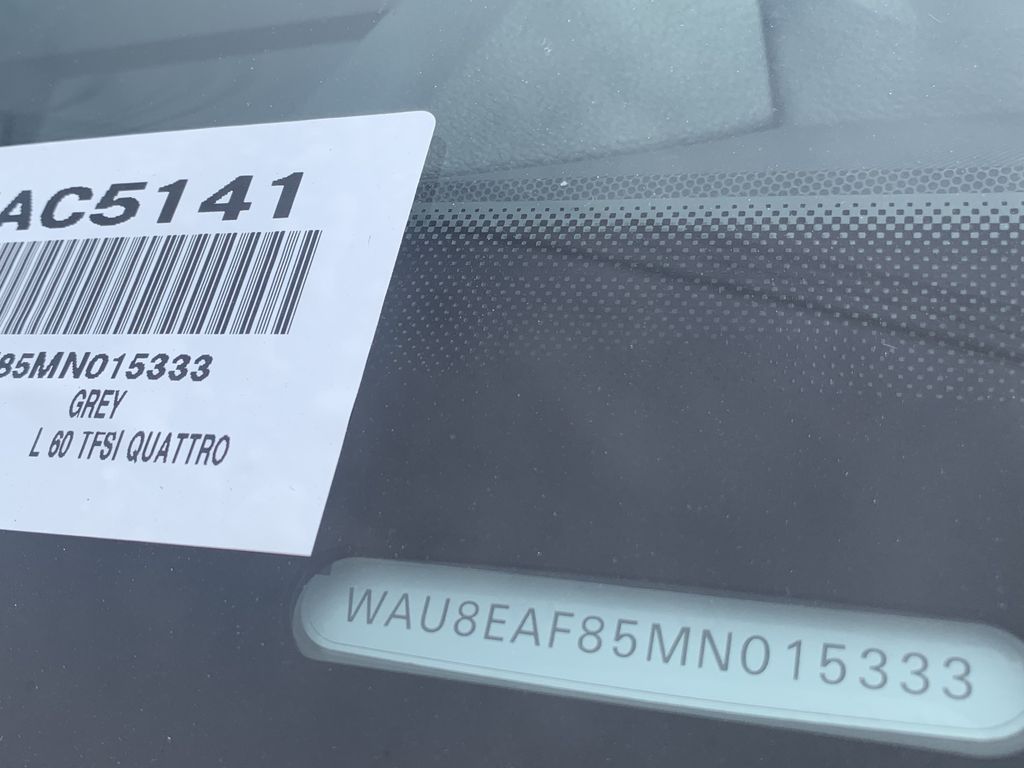 AC5141
85MN015333
GREY
L 60 TFSI QUATTRO
WAU8EAF85MN015333